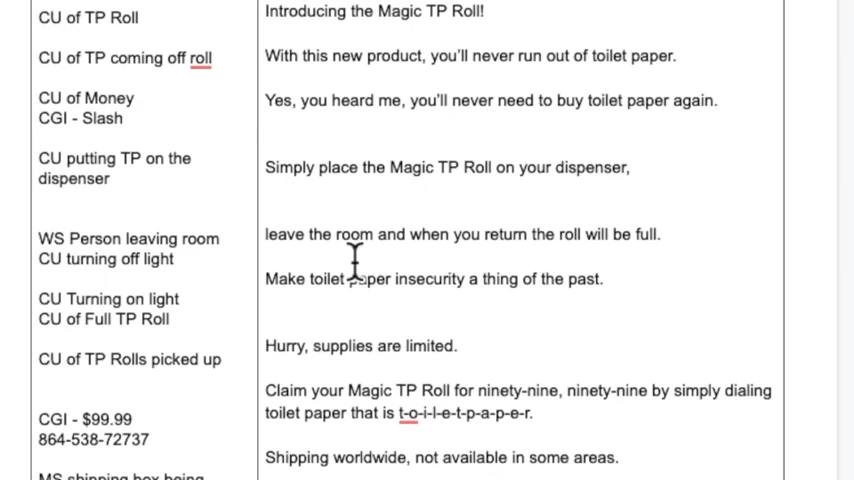 CU of TP Roll
CU of TP coming off roll
CU of Money
CGI - Slash
CU putting TP on the
dispenser
WS Person leaving room
CU turning off light
CU Turning on light
CU of Full TP Roll
CU of TP Rolls picked up
CGI - $99.99
864-538-72737
MS shipping box being
Introducing the Magic TP Roll!
With this new product, you'll never run out of toilet paper.
Yes, you heard me, you'll never need to buy toilet paper again.
Simply place the Magic TP Roll on your dispenser,
leave the room and when you return the roll will be full.
Make toilet paper insecurity a thing of the past.
Hurry, supplies are limited.
Claim your Magic TP Roll for ninety-nine, ninety-nine by simply dialing
toilet paper that is t-o-i-l-e-t-p-a-p-e-r.
Shipping worldwide, not available in some areas.